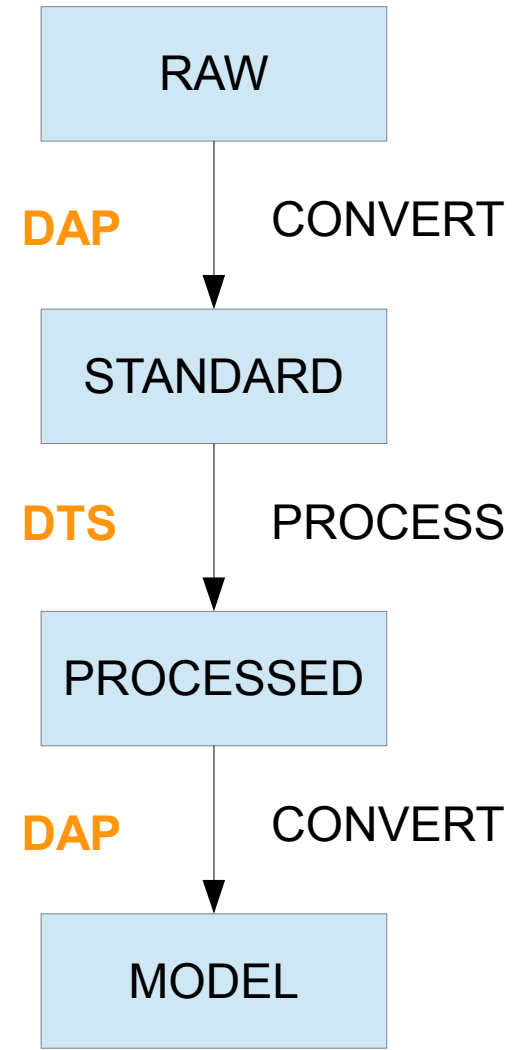 RAW
DAP CONVERT
STANDARD
DTS PROCESS
PROCESSED
DAP CONVERT
MODEL